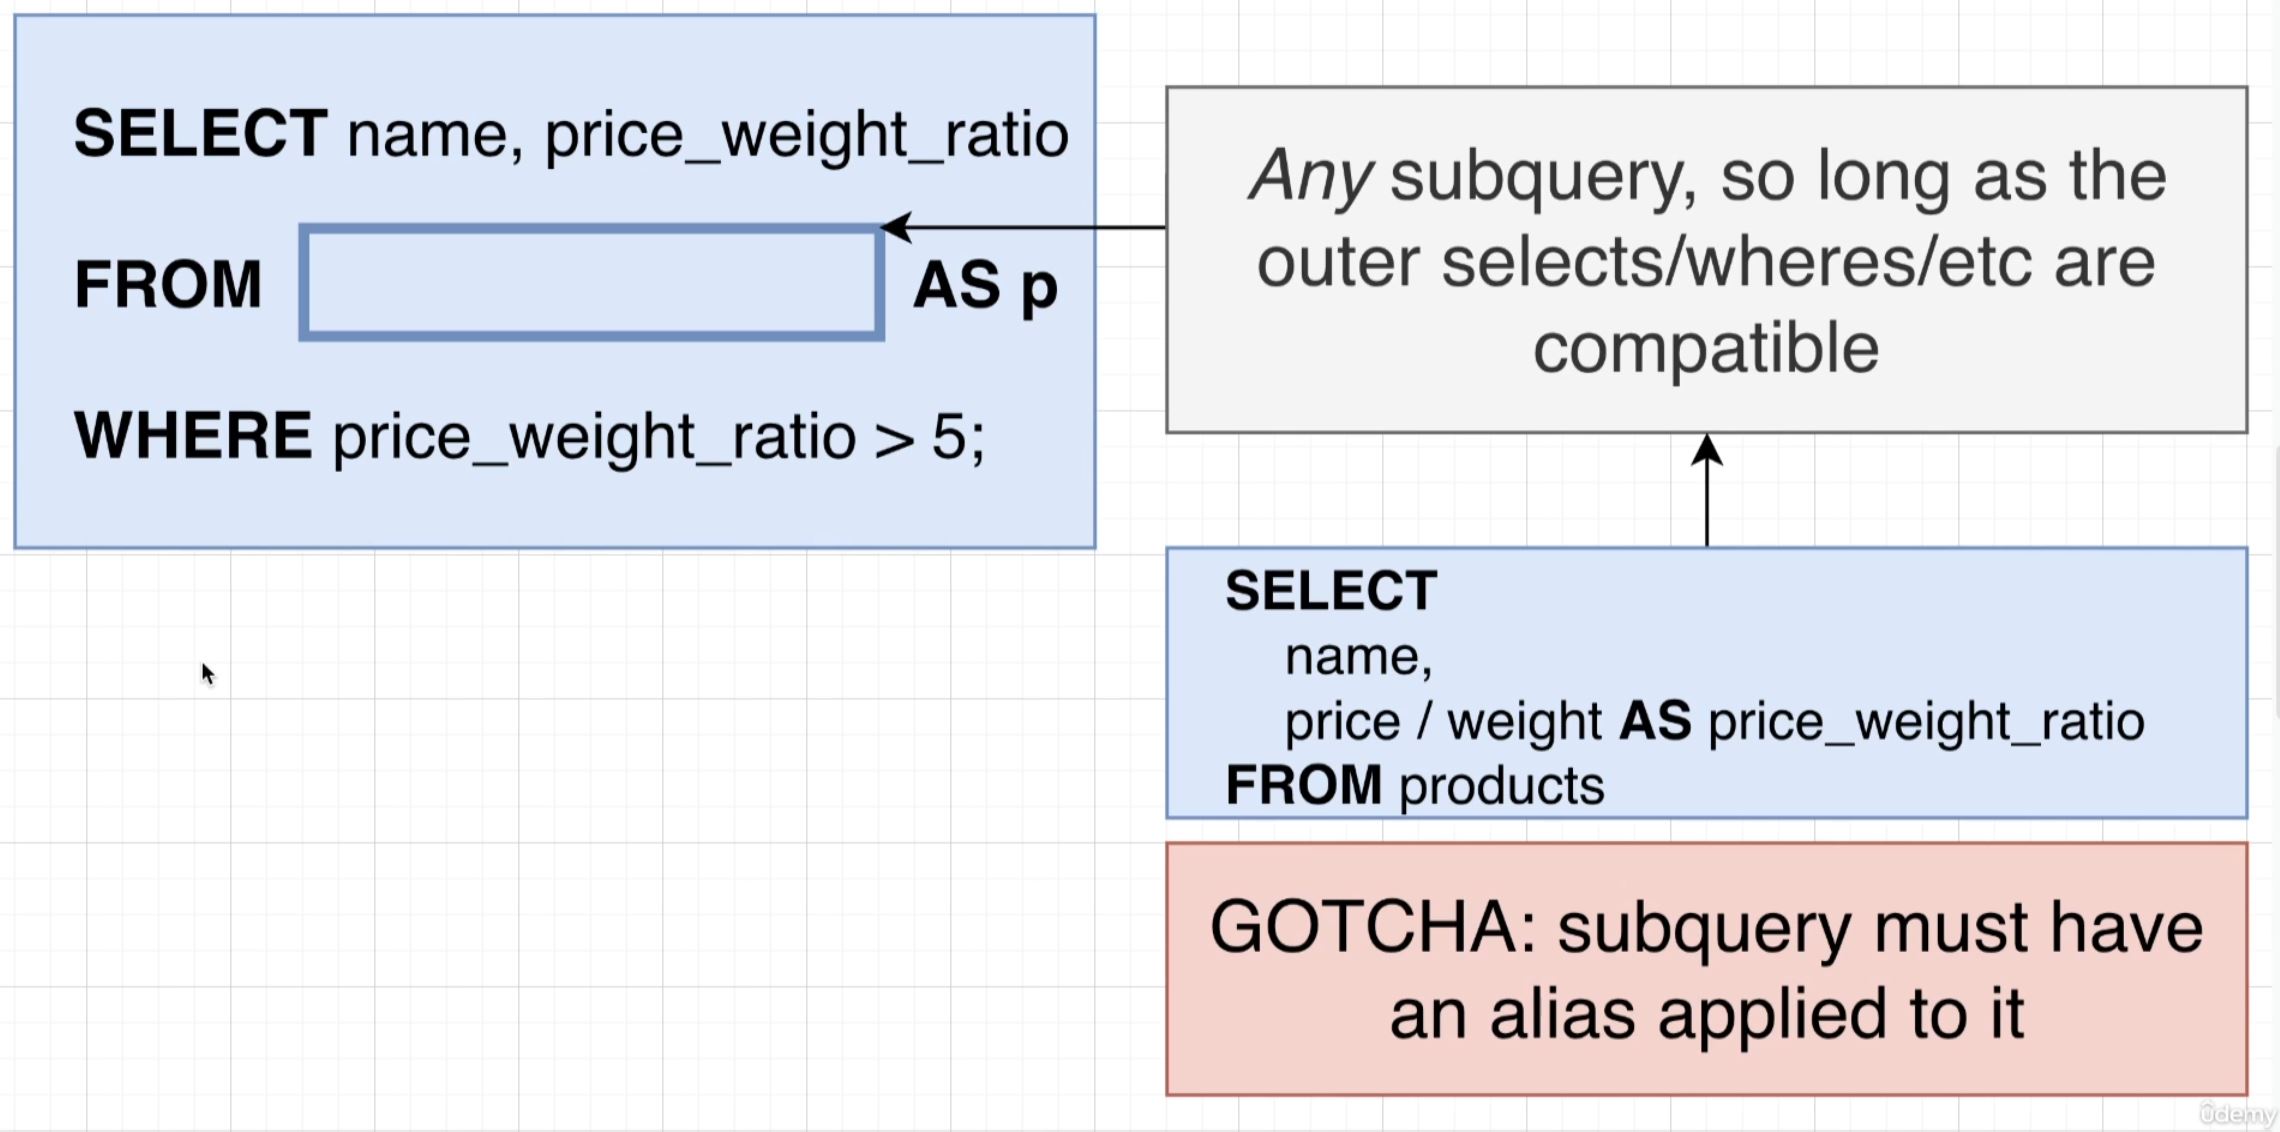 SELECT name, price_weight_ratio
FROM AS p
WHERE price_weight_ratio > 5;
Any subquery, so long as the
outer selects/wheres/etc are
compatible
SELECT
name,
price / weight AS price_weight_ratio
FROM products
GOTCHA: subquery must have
an alias applied to it
ûdemy